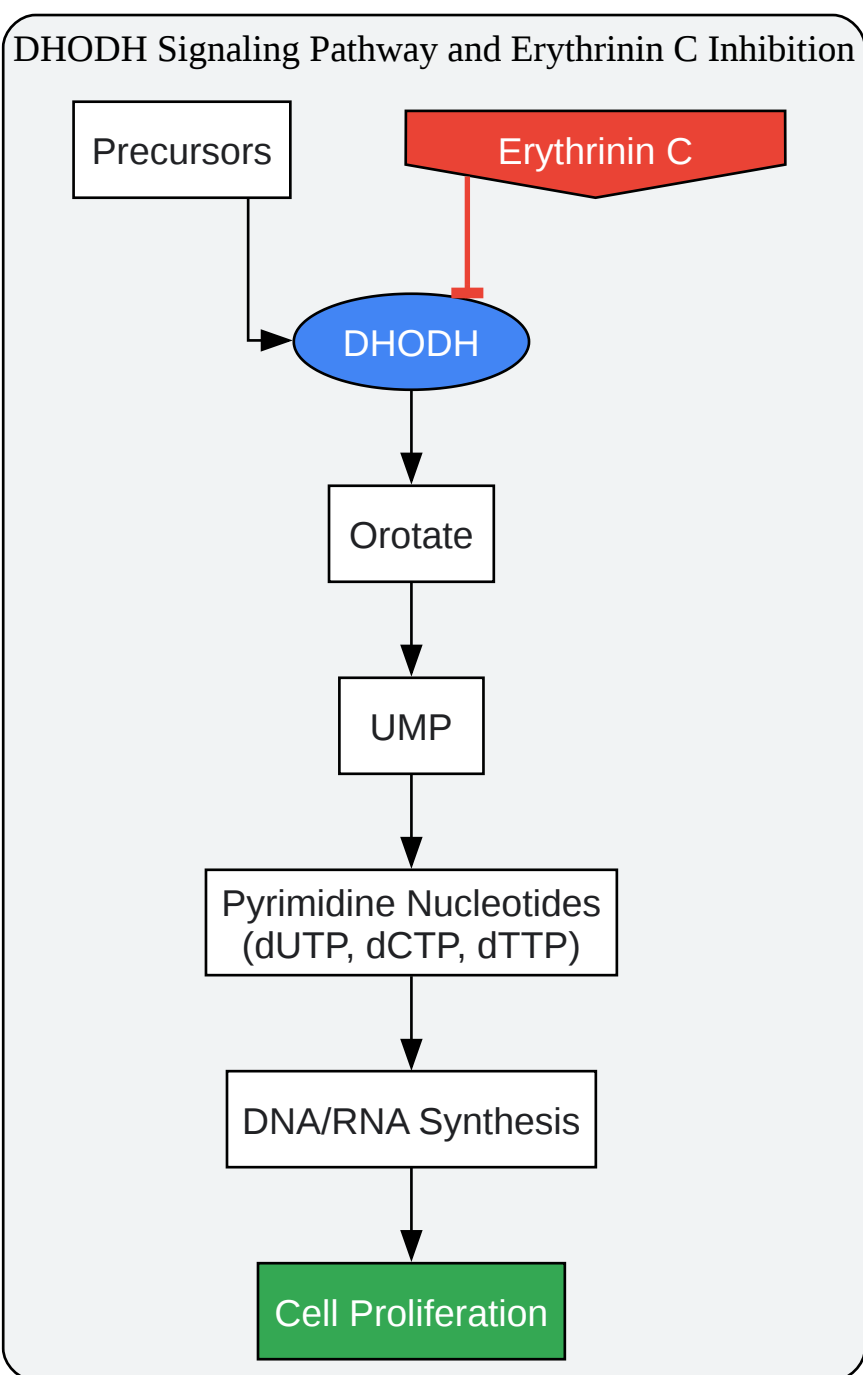 DHODH Signaling Pathway and Erythrinin C Inhibition
Precursors
Erythrinin C
DHODH
Orotate
UMP
Pyrimidine Nucleotides
(dUTP, dCTP, dTTP)
DNA/RNA Synthesis
Cell Proliferation